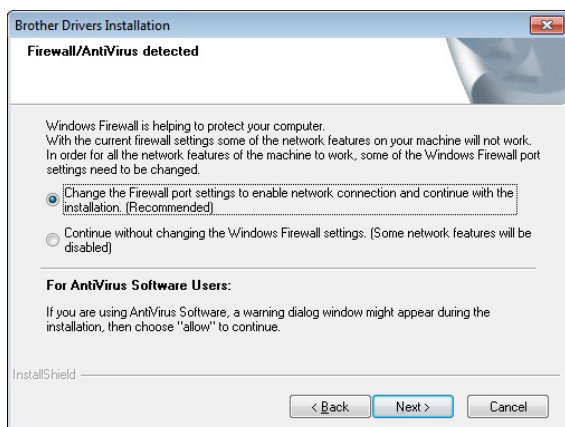 Brother Drivers Installation
Firewall/AntiVirus detected
Windows Firewall is helping to protect your computer.
With the current firewall settings some of the network features on your machine will not work.
In order for all the network features of the machine to work, some of the Windows Firewall port
settings need to be changed.
Change the Firewall port settings to enable network connection and continue with the
installation. (Recommended)
Continue without changing the Windows Firewall settings. (Some network features will be
disabled)
For AntiVirus Software Users:
If you are using AntiVirus Software, a warning dialog window might appear during the
installation, then choose "allow" to continue.
InstallShield
< Back
Next >
Cancel